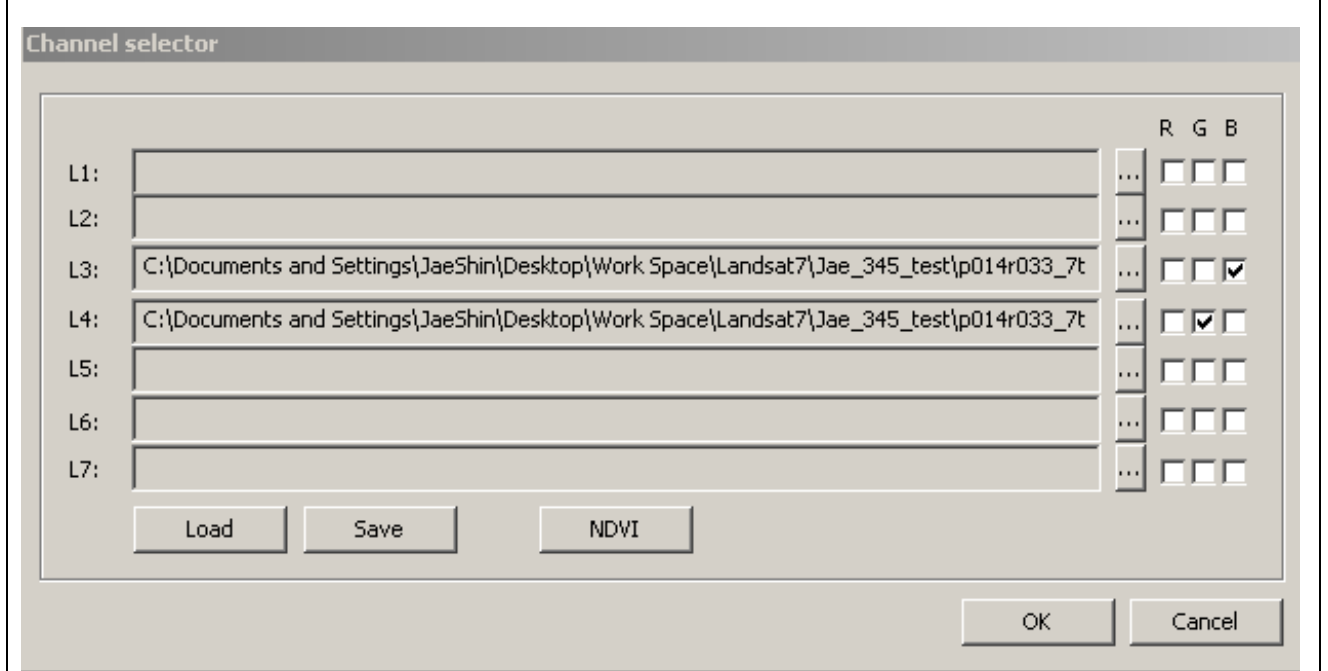 Channel selector
R G B
L1: ...
L2: ...
L3: C:\Documents and Settings\JaeShin\Desktop\Work Space\Landsat7\Jae_345_test\p014r033_7t ...
L4: C:\Documents and Settings\JaeShin\Desktop\Work Space\Landsat7\Jae_345_test\p014r033_7t ...
L5: ...
L6: ...
L7: ...
Load Save NDVI
OK Cancel